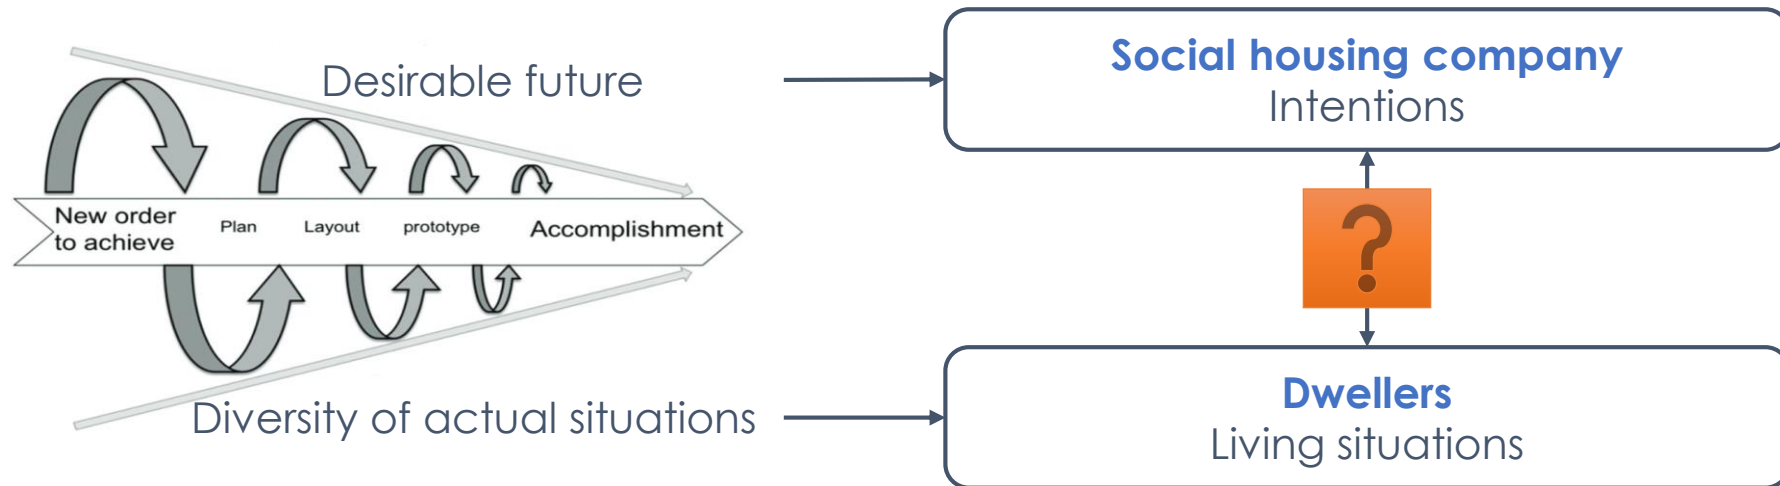 Desirable future
New order
to achieve
Plan
Layout
prototype
Accomplishment
Diversity of actual situations
Social housing company
Intentions
?
Dwellers
Living situations